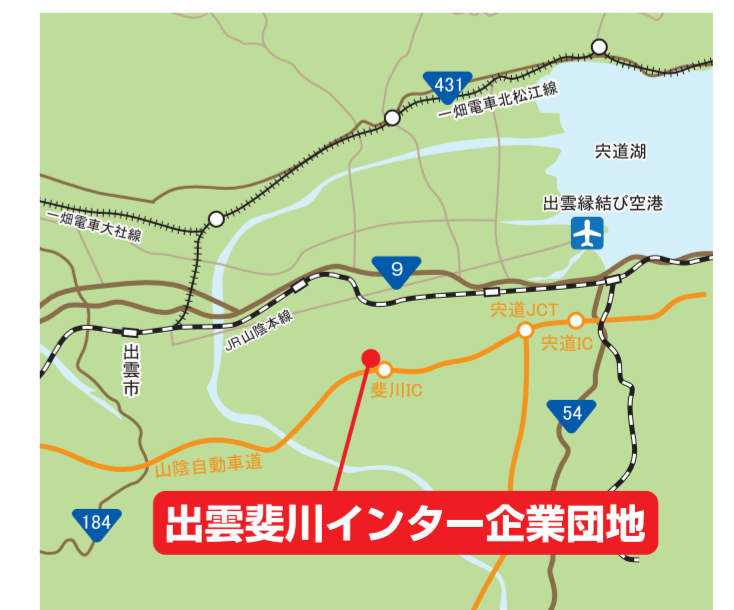 431
一畑電車北松江線
宍道湖
出雲縁結び空港
一畑電車大社線
9
JR山陰本線
宍道JCT
宍道IC
出雲市
斐川IC
54
山陰自動車道
184
出雲斐川インター企業団地